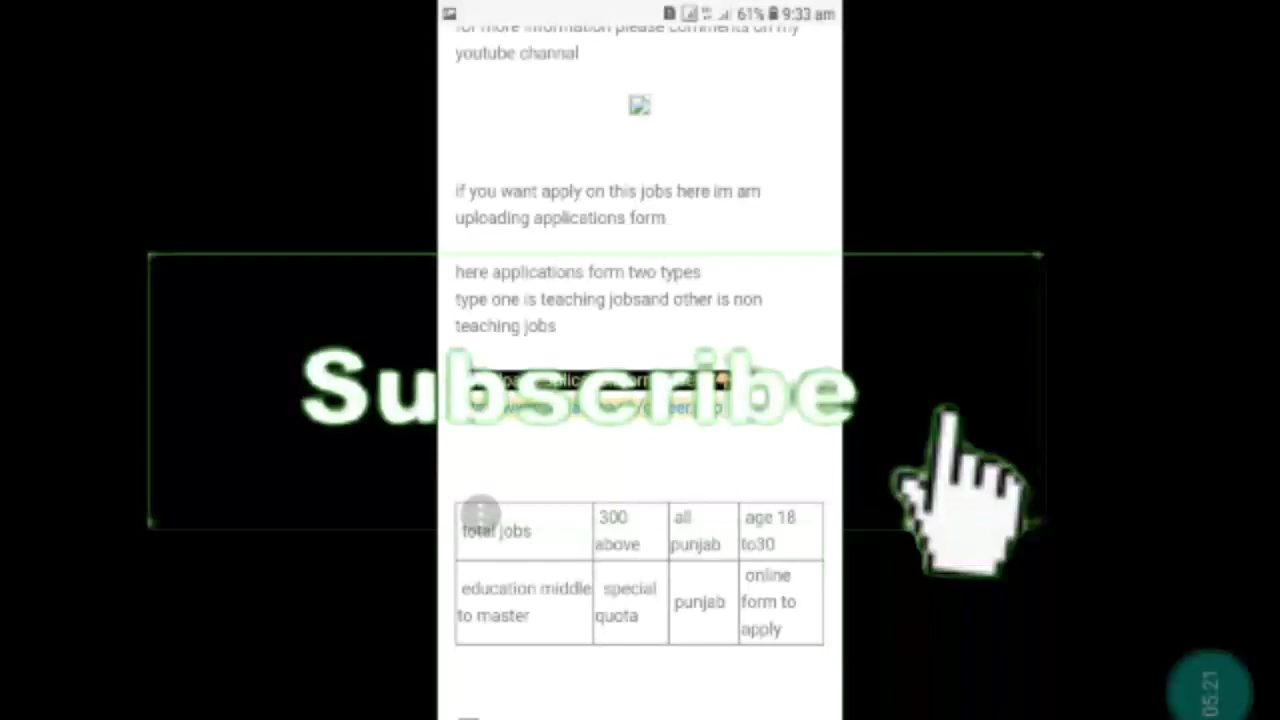 61% 9:33 am
for more information please comments on my
youtube channal
if you want apply on this jobs here im am
uploading applications form
here applications form two types
type one is teaching jobsand other is non
teaching jobs
Subscribe
total jobs
300
above
all
punjab
age 18
to30
education middle
to master
special
quota
punjab
online
form to
apply
05:21